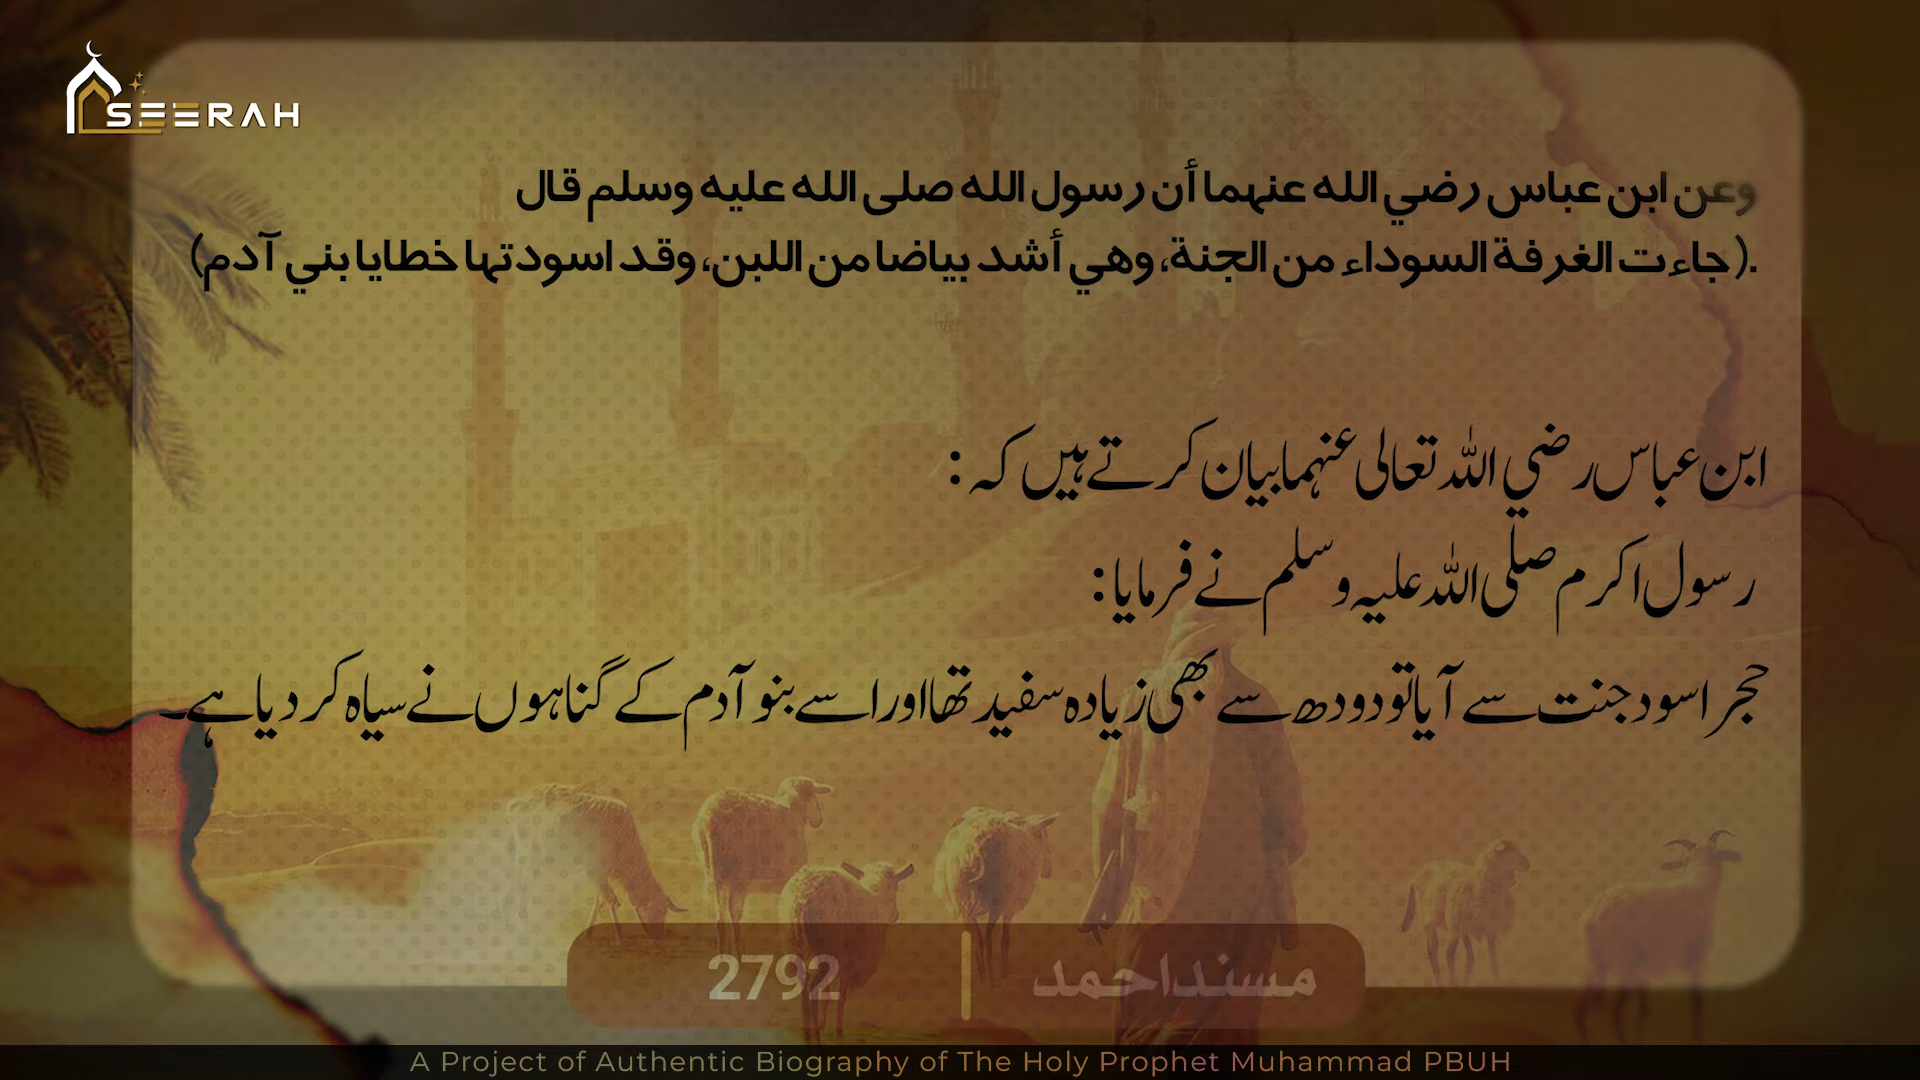 SEERAH
وعن ابن عباس رضي الله عنهما أن رسول الله صلى الله عليه وسلم قال
.( جاءت الغرفة السوداء من الجنة، وهي أشد بياضا من اللبن، وقد اسودتها خطايا بني آدم)
ابن عباس رضي الله تعالی عنہما بیان کرتے ہیں کہ :
رسول اکرم صلی اللہ علیہ وسلم نے فرمایا :
حجر اسود جنت سے آیا تو دودھ سے بھی زیادہ سفید تھا اور اسے بنو آدم کے گناہوں نے سیاہ کر دیا ہے۔
مسند احمد | 2792
A Project of Authentic Biography of The Holy Prophet Muhammad PBUH